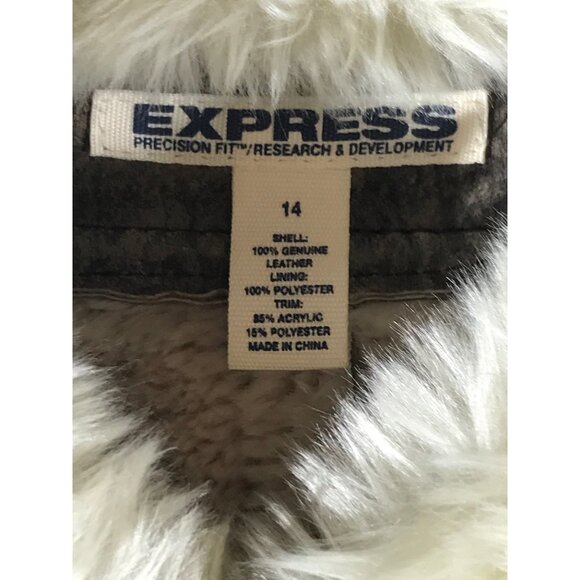 EXPRESS
PRECISION FIT™/RESEARCH & DEVELOPMENT
14
SHELL:
100% GENUINE
LEATHER
LINING:
100% POLYESTER
TRIM:
85% ACRYLIC
15% POLYESTER
MADE IN CHINA